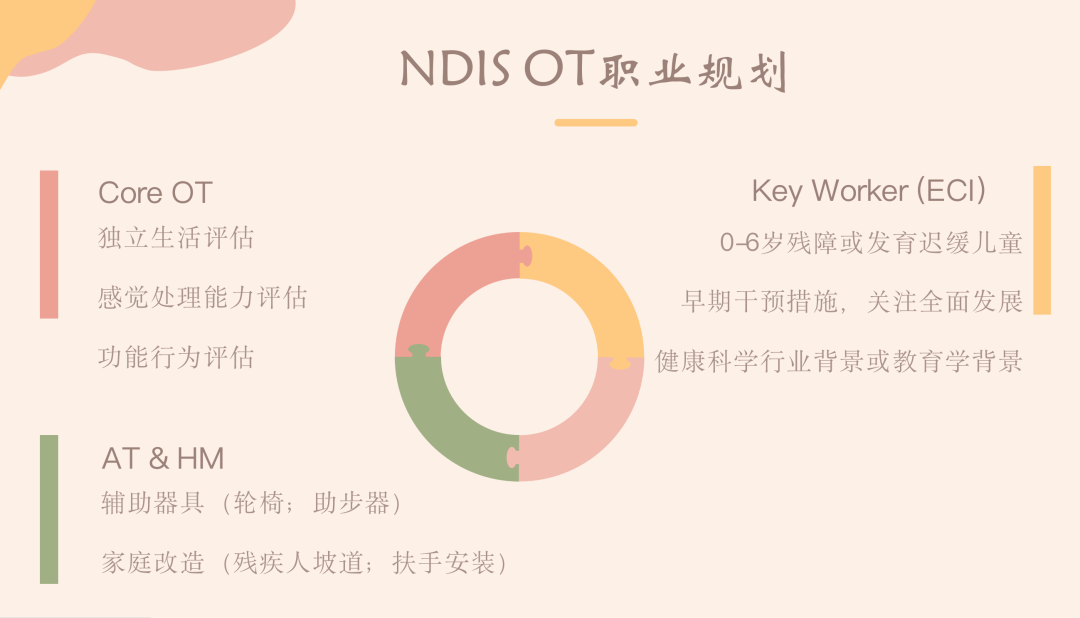 NDIS OT职业规划
Core OT
独立生活评估
感觉处理能力评估
功能行为评估
Key Worker (ECI)
0-6岁残障或发育迟缓儿童
早期干预措施，关注全面发展
健康科学行业背景或教育学背景
AT & HM
辅助器具（轮椅；助步器）
家庭改造（残疾人坡道；扶手安装）